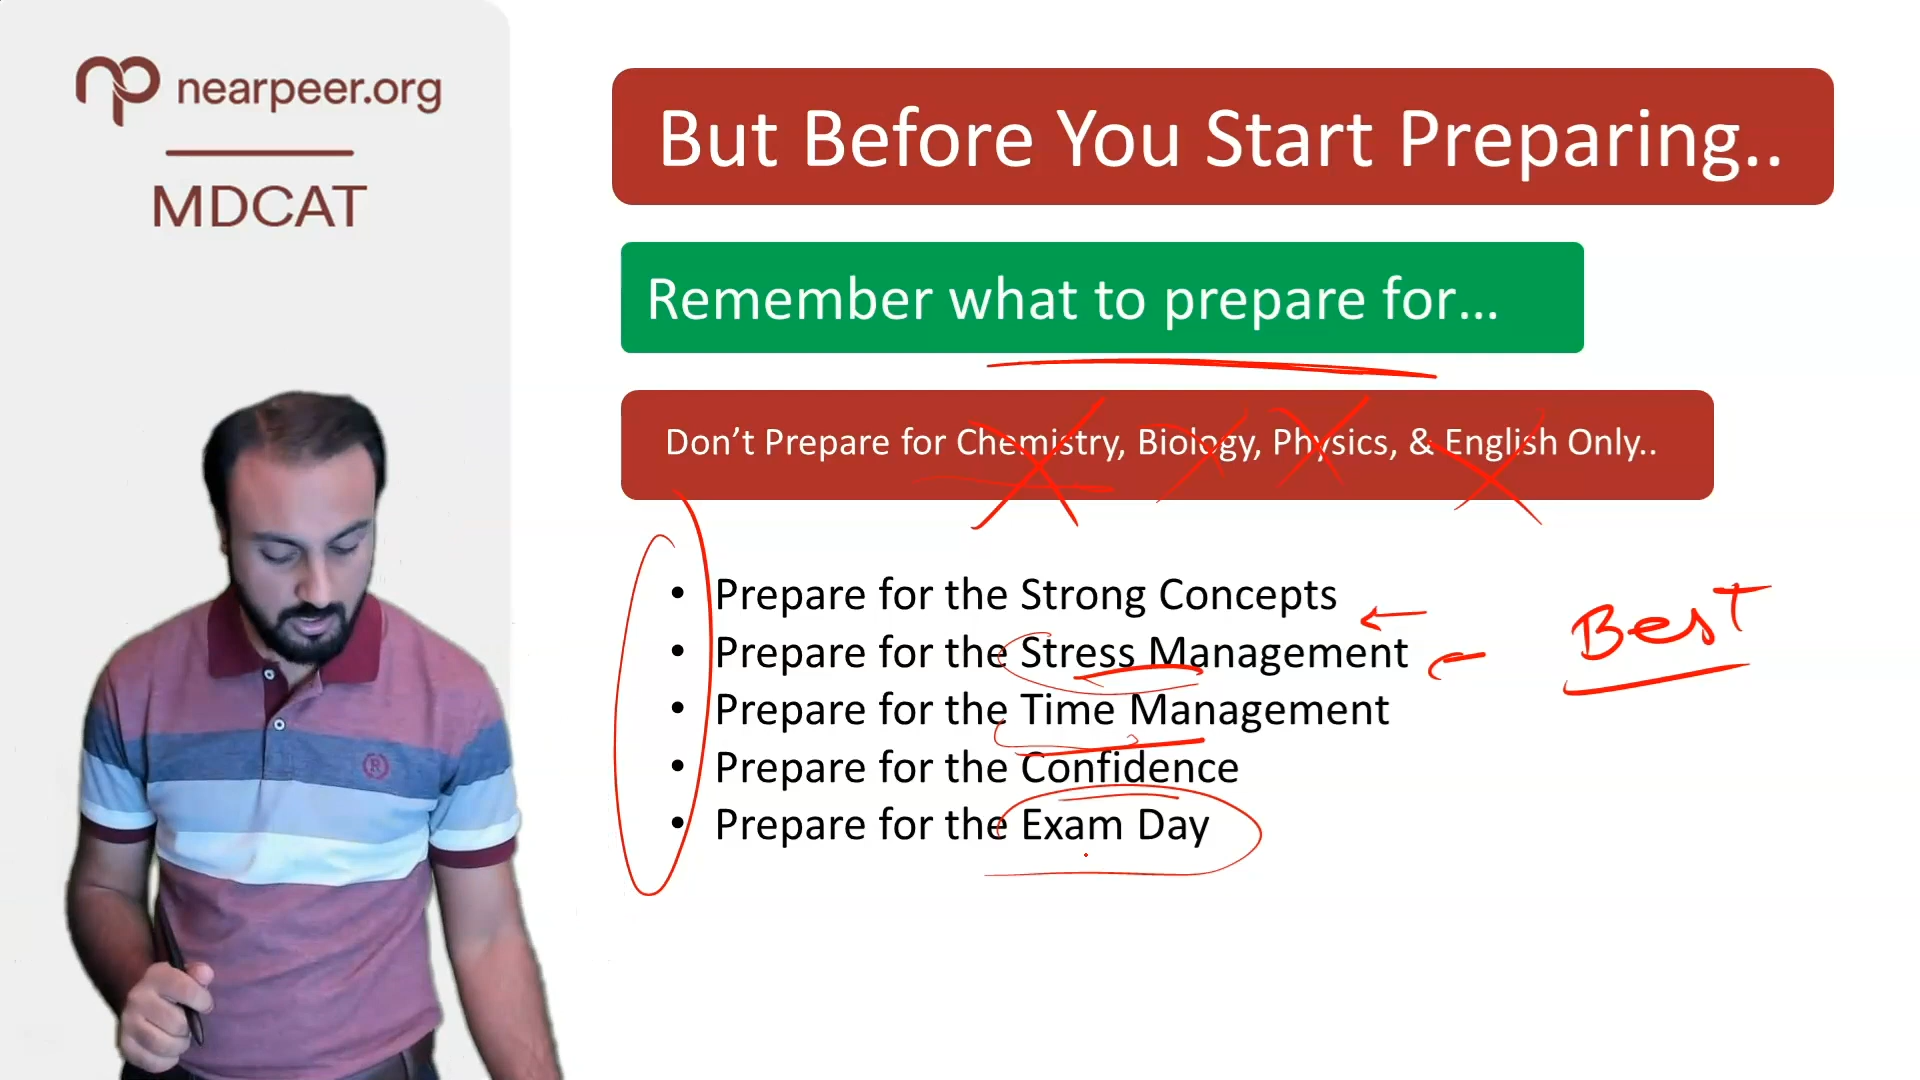 nearpeer.org
MDCAT
But Before You Start Preparing..
Remember what to prepare for...
Don’t Prepare for Chemistry, Biology, Physics, & English Only..
• Prepare for the Strong Concepts
• Prepare for the Stress Management
• Prepare for the Time Management
• Prepare for the Confidence
• Prepare for the Exam Day
Best